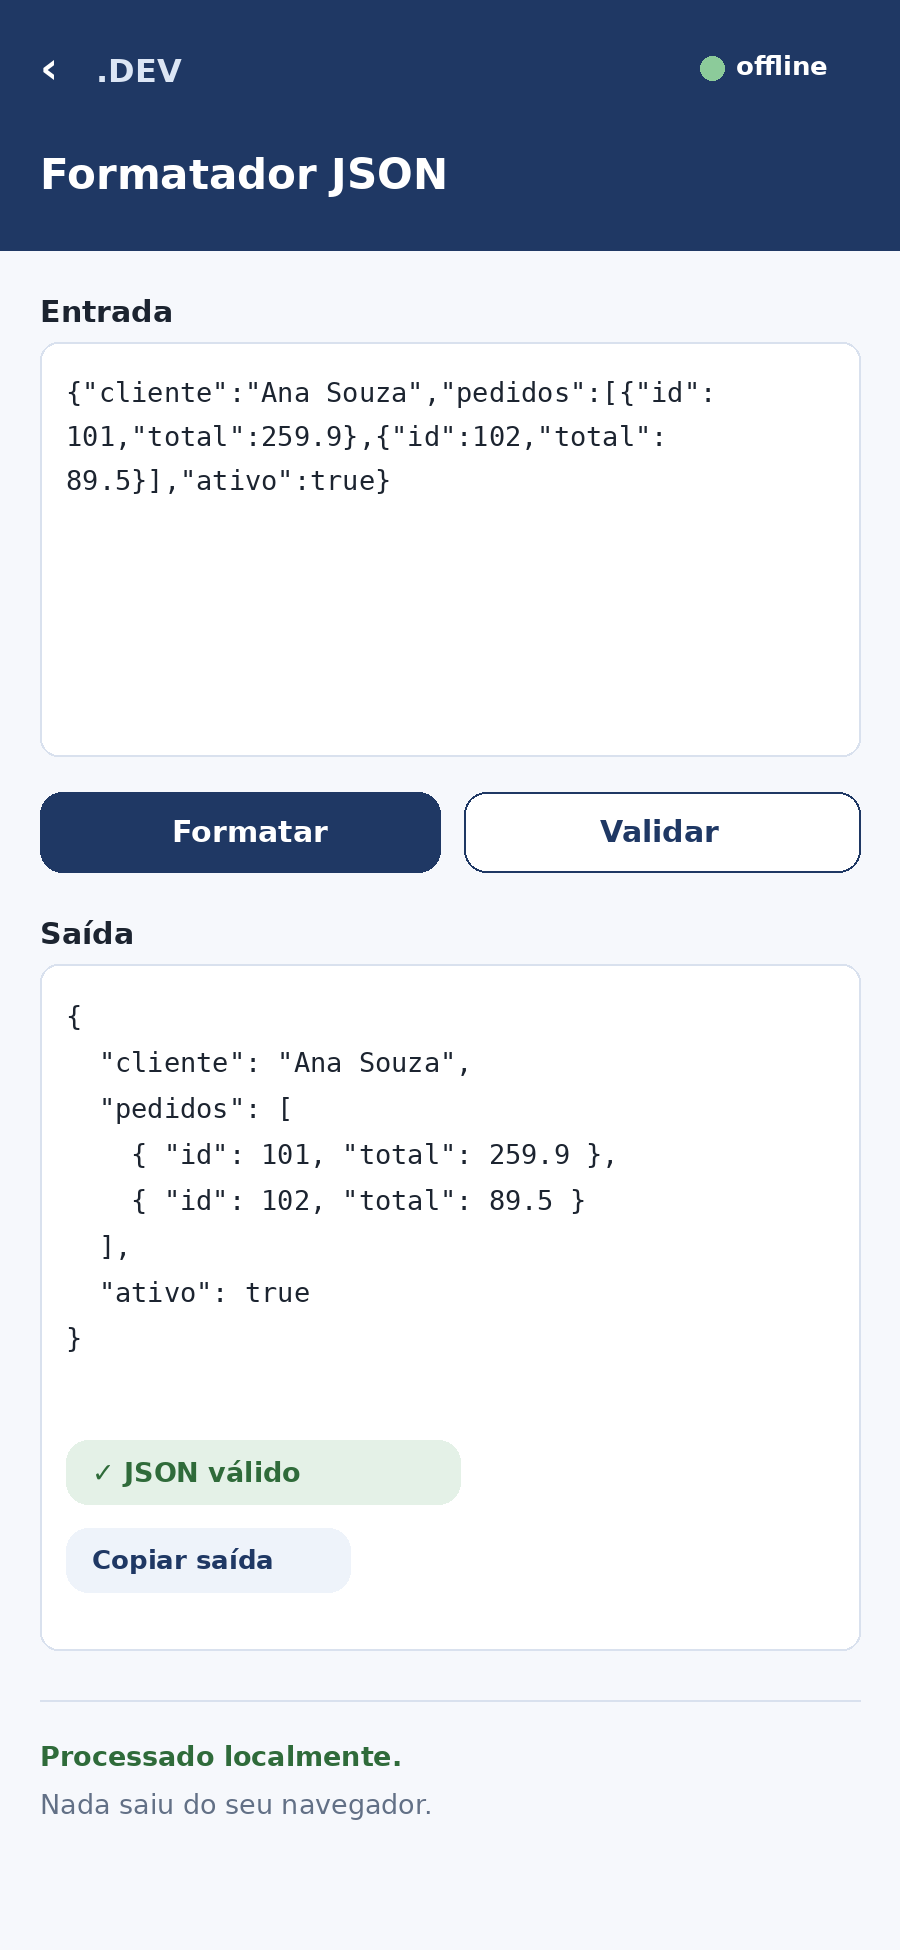 ‹ .DEV
offline
Formatador JSON
Entrada
{"cliente":"Ana Souza","pedidos":[{"id":
101,"total":259.9},{"id":102,"total":
89.5}],"ativo":true}
Formatar
Validar
Saída
{
  "cliente": "Ana Souza",
  "pedidos": [
    { "id": 101, "total": 259.9 },
    { "id": 102, "total": 89.5 }
  ],
  "ativo": true
}
✓ JSON válido
Copiar saída
Processado localmente.
Nada saiu do seu navegador.